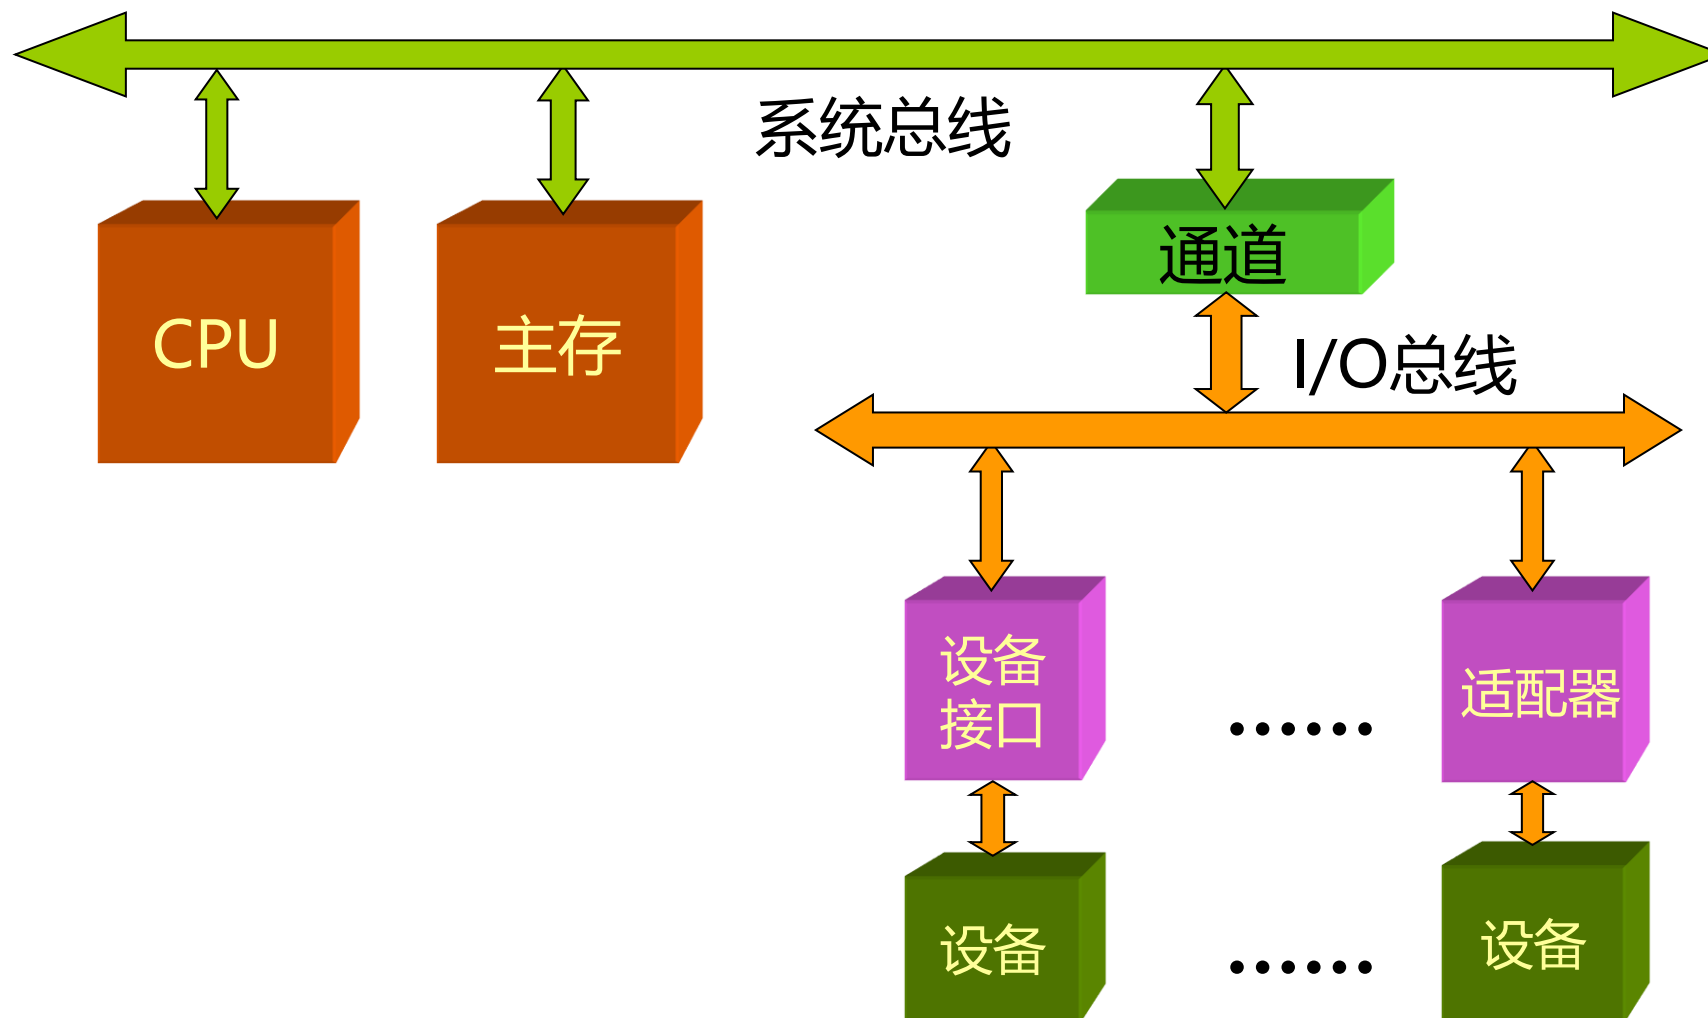 系统总线
通道
CPU
主存
I/O总线
设备
接口
适配器
......
设备
设备
......